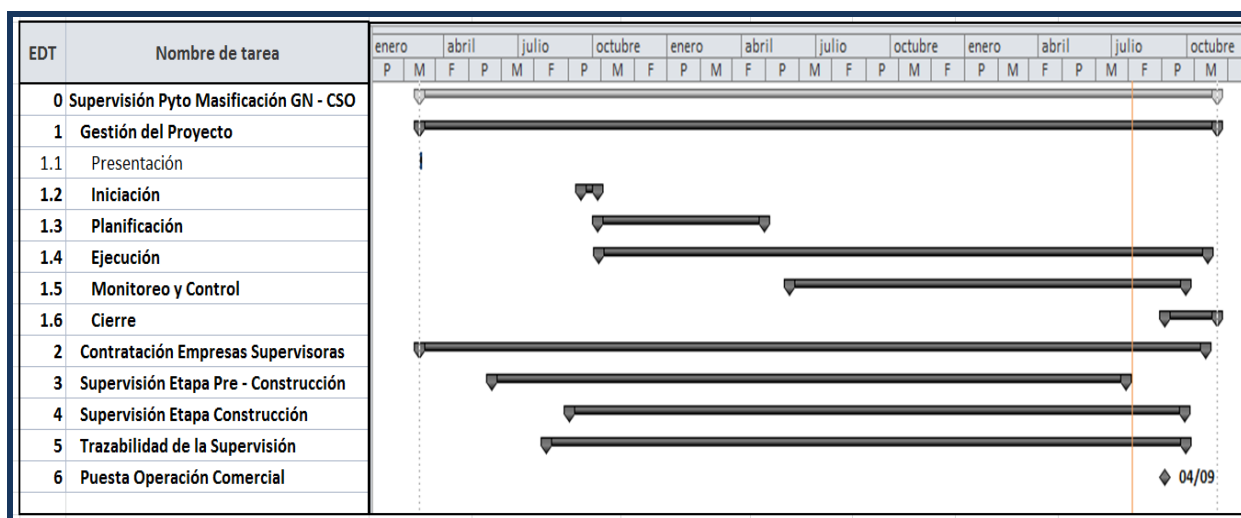 EDT Nombre de tarea
enero abril julio octubre enero abril julio octubre enero abril julio octubre
P M F P M F P M F P M F P M F P M F P M F P M F P M
0 Supervisión Pyto Masificación GN - CSO
1 Gestión del Proyecto
1.1 Presentación
1.2 Iniciación
1.3 Planificación
1.4 Ejecución
1.5 Monitoreo y Control
1.6 Cierre
2 Contratación Empresas Supervisoras
3 Supervisión Etapa Pre - Construcción
4 Supervisión Etapa Construcción
5 Trazabilidad de la Supervisión
6 Puesta Operación Comercial 04/09